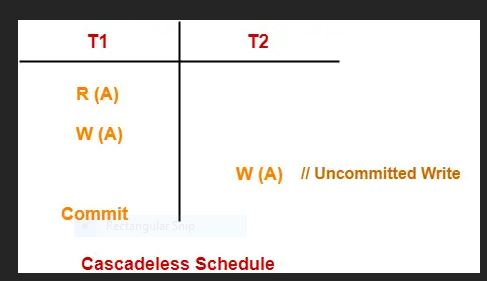 T1 T2
R (A)
W (A)
W (A) // Uncommitted Write
Commit
Rectangular Snip
Cascadeless Schedule